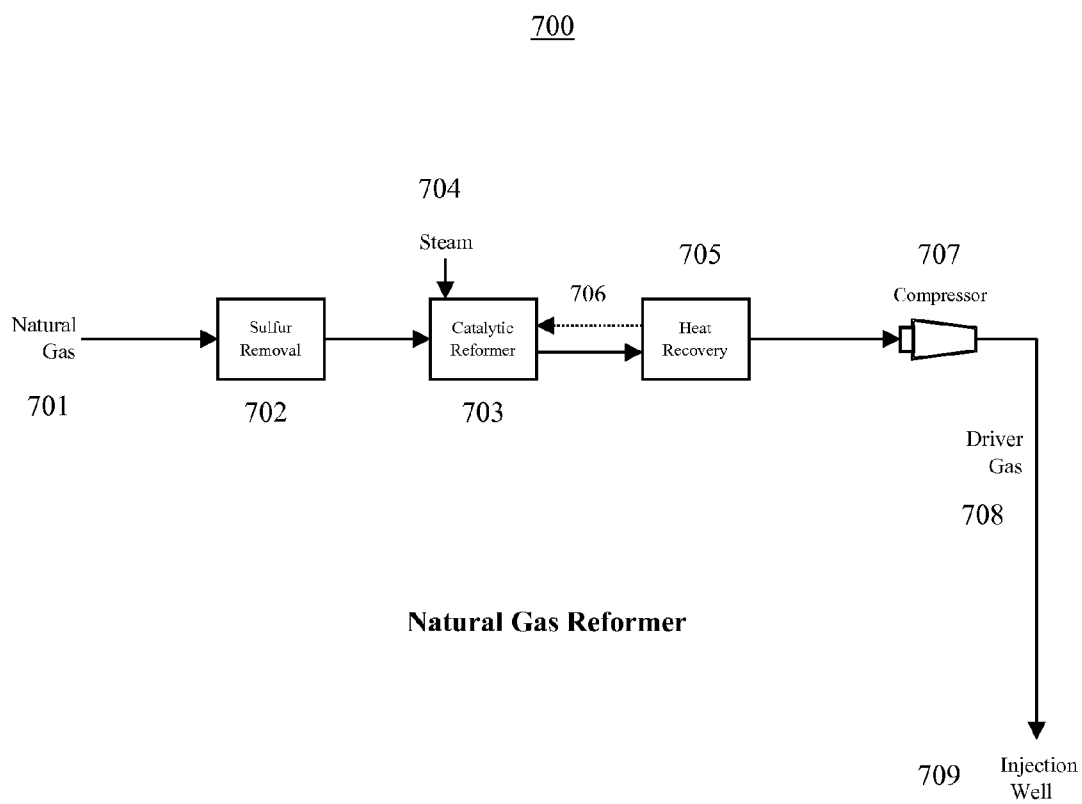 700
704
Steam
705
707
706
Compressor
Natural
Gas
Sulfur
Removal
Catalytic
Reformer
Heat
Recovery
701
702
703
Driver
Gas
708
Natural Gas Reformer
709
Injection
Well